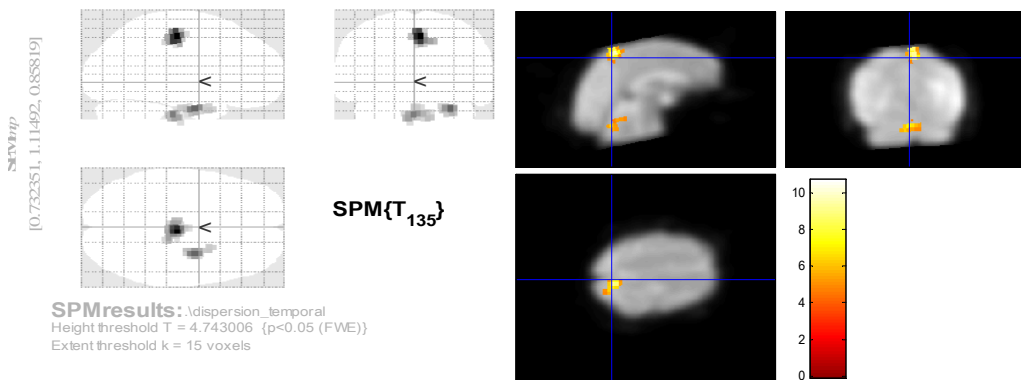 SPMmip
[0.732351, 1.11492, 0.85819]
<
<
<
SPM{T135}
SPMresults: .\dispersion_temporal
Height threshold T = 4.743006 {p<0.05 (FWE)}
Extent threshold k = 15 voxels
10
8
6
4
2
0